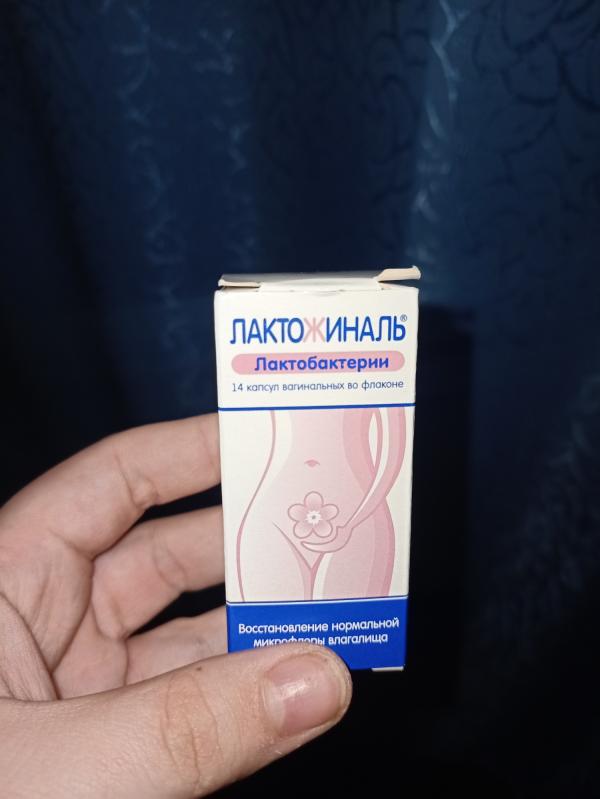 ЛАКТОЖИНАЛЬ®
Лактобактерии
14 капсул вагинальных во флаконе
Восстановление нормальной
микрофлоры влагалища